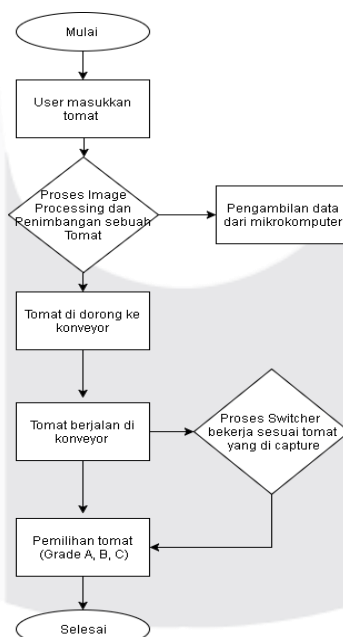 Mulai
User masukkan
tomat
Proses Image
Processing dan
Penimbangan sebuah
Tomat
Pengambilan data
dari mikrokomputer
Tomat di dorong ke
konveyor
Tomat berjalan di
konveyor
Proses Switcher
bekerja sesuai tomat
yang di capture
Pemilihan tomat
(Grade A, B, C)
Selesai